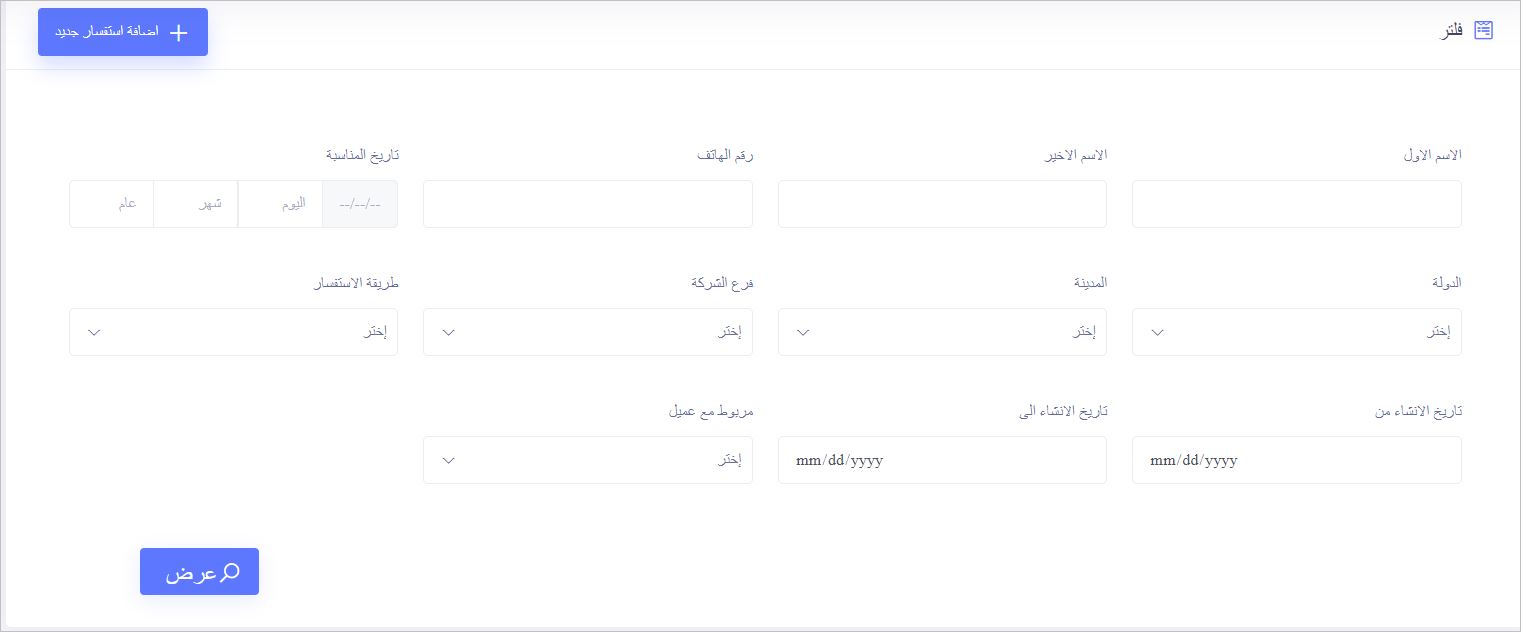 فلتر
اضافة استفسار جديد
الاسم الاول
الاسم الاخير
رقم الهاتف
تاريخ المناسبة
--/--/--
اليوم
شهر
عام
الدولة
المدينة
فرع الشركة
طريقة الاستفسار
إختر
إختر
إختر
إختر
تاريخ الانشاء من
تاريخ الانشاء الى
مربوط مع عميل
mm/dd/yyyy
mm/dd/yyyy
إختر
عرض